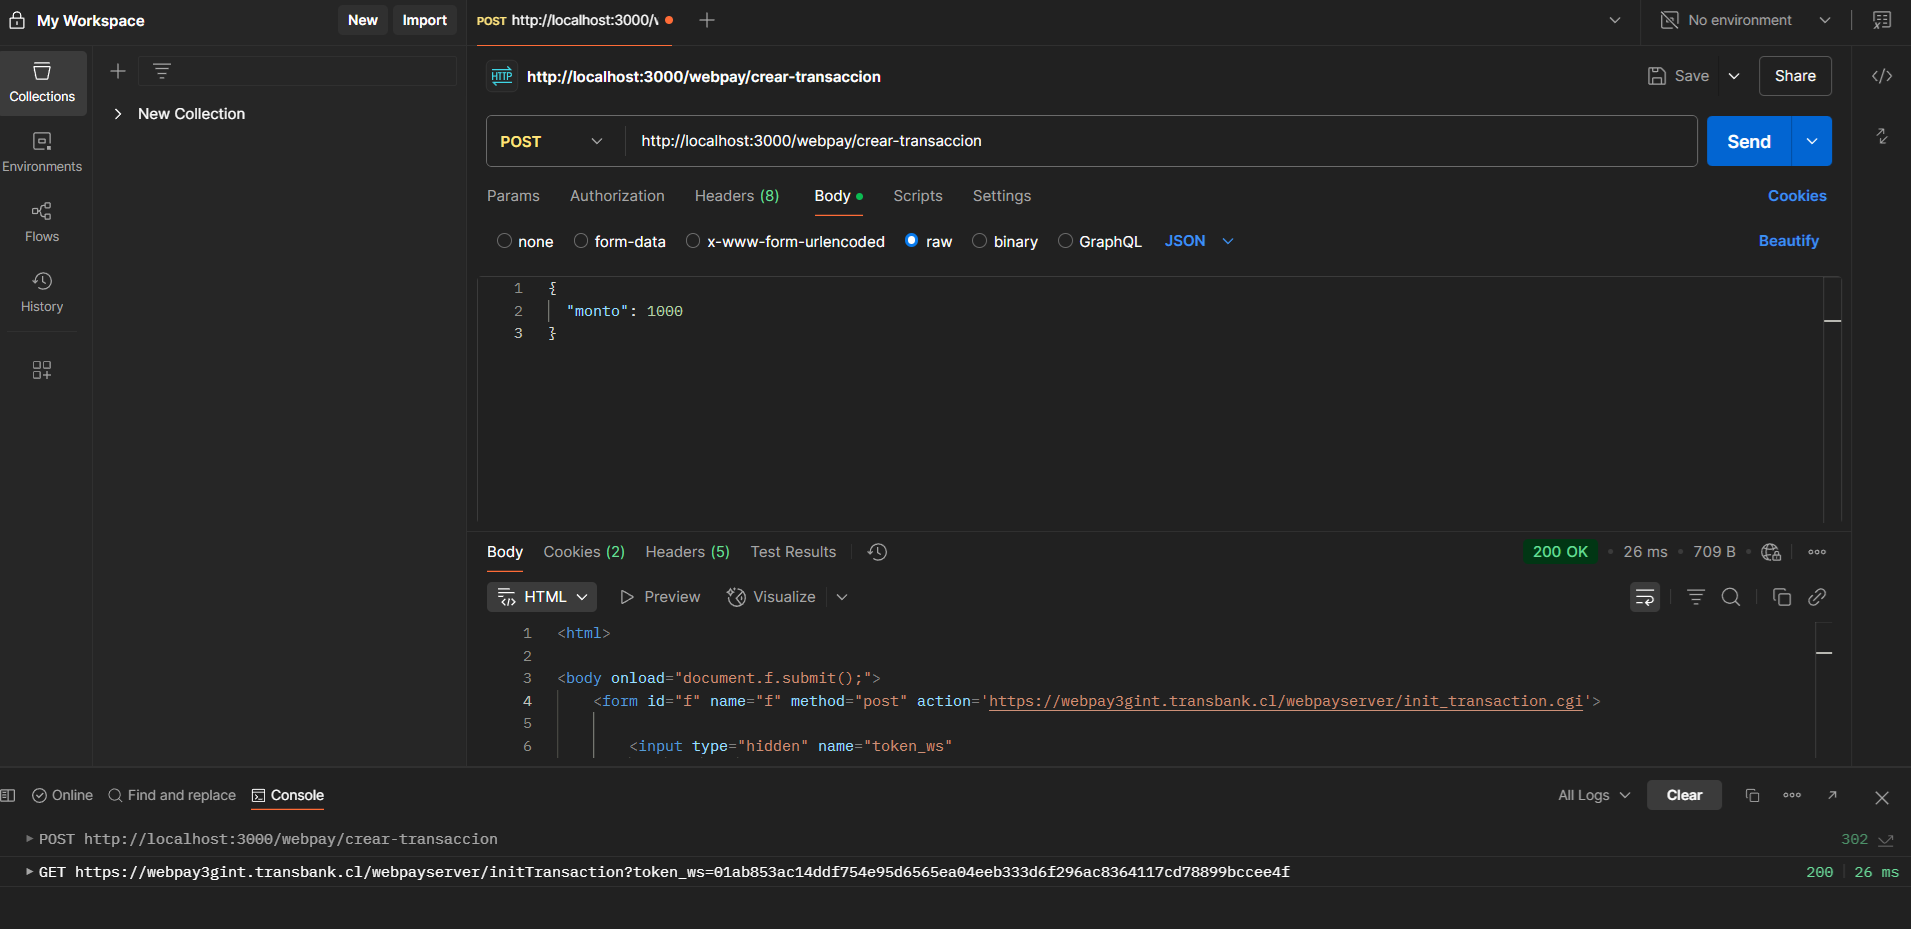 My Workspace
New
Import
POST http://localhost:3000/v
No environment
Collections
Environments
Flows
History
New Collection
HTTP http://localhost:3000/webpay/crear-transaccion
Save
Share
POST
http://localhost:3000/webpay/crear-transaccion
Send
Params Authorization Headers (8) Body Scripts Settings
Cookies
none form-data x-www-form-urlencoded raw binary GraphQL JSON
Beautify
1 {
2 "monto": 1000
3 }
Body Cookies (2) Headers (5) Test Results
200 OK • 26 ms • 709 B
HTML Preview Visualize
1 <html>
2
3 <body onload="document.f.submit();">
4 <form id="f" name="f" method="post" action='https://webpay3gint.transbank.cl/webpayserver/init_transaction.cgi'>
5
6 <input type="hidden" name="token_ws"
Online Find and replace Console
All Logs Clear
POST http://localhost:3000/webpay/crear-transaccion 302
GET https://webpay3gint.transbank.cl/webpayserver/initTransaction?token_ws=01ab853ac14ddf754e95d6565ea04eeb333d6f296ac8364117cd78899bccee4f 200 26 ms